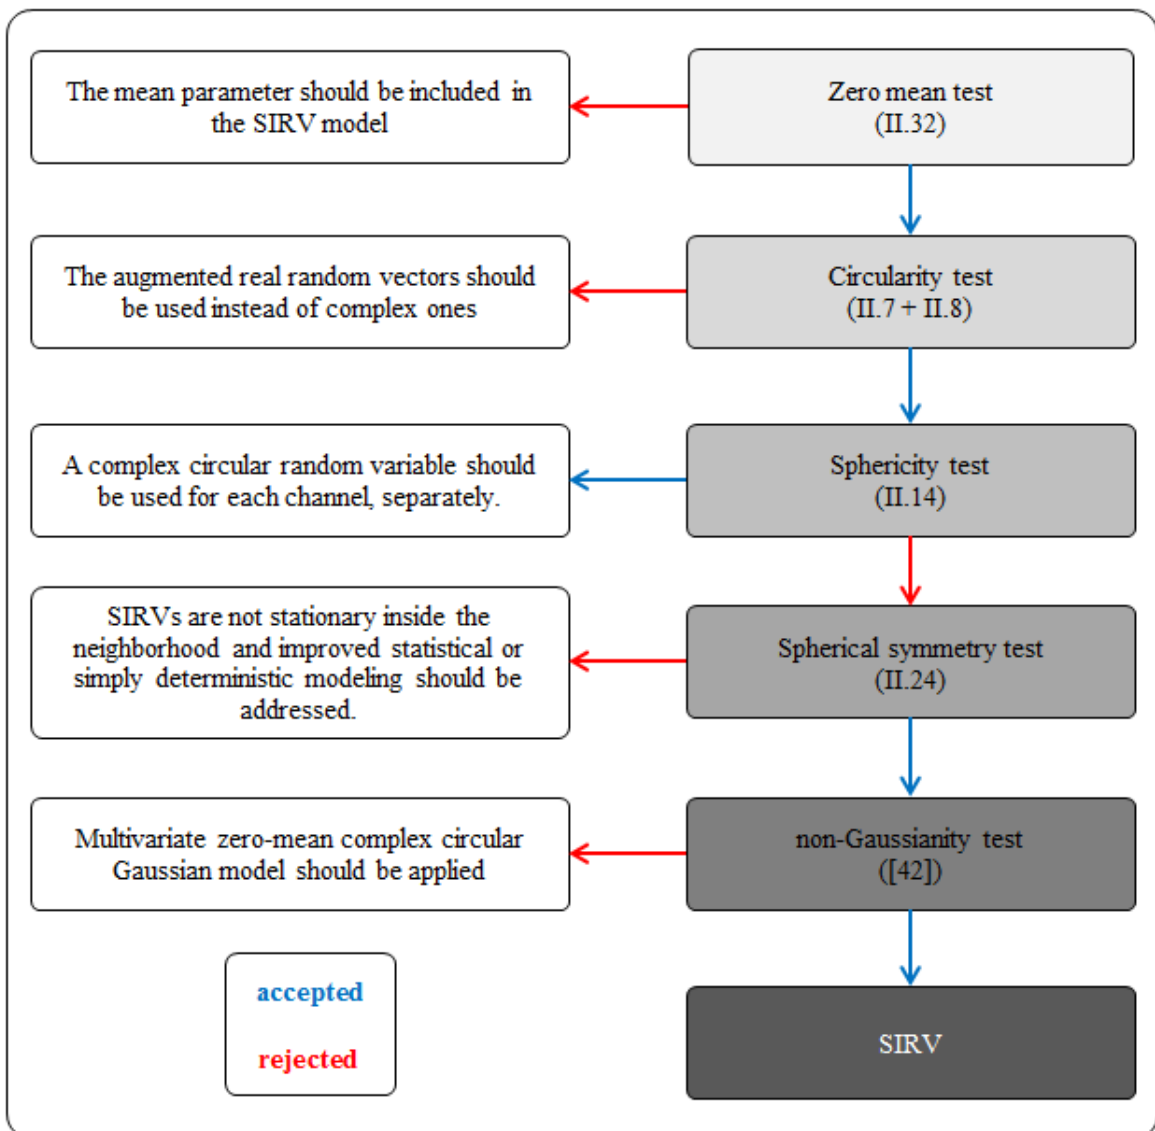 The mean parameter should be included in
the SIRV model
Zero mean test
(II.32)
The augmented real random vectors should
be used instead of complex ones
Circularity test
(II.7 + II.8)
A complex circular random variable should
be used for each channel, separately.
Sphericity test
(II.14)
SIRVs are not stationary inside the
neighborhood and improved statistical or
simply deterministic modeling should be
addressed.
Spherical symmetry test
(II.24)
Multivariate zero-mean complex circular
Gaussian model should be applied
non-Gaussianity test
([42])
accepted
rejected
SIRV